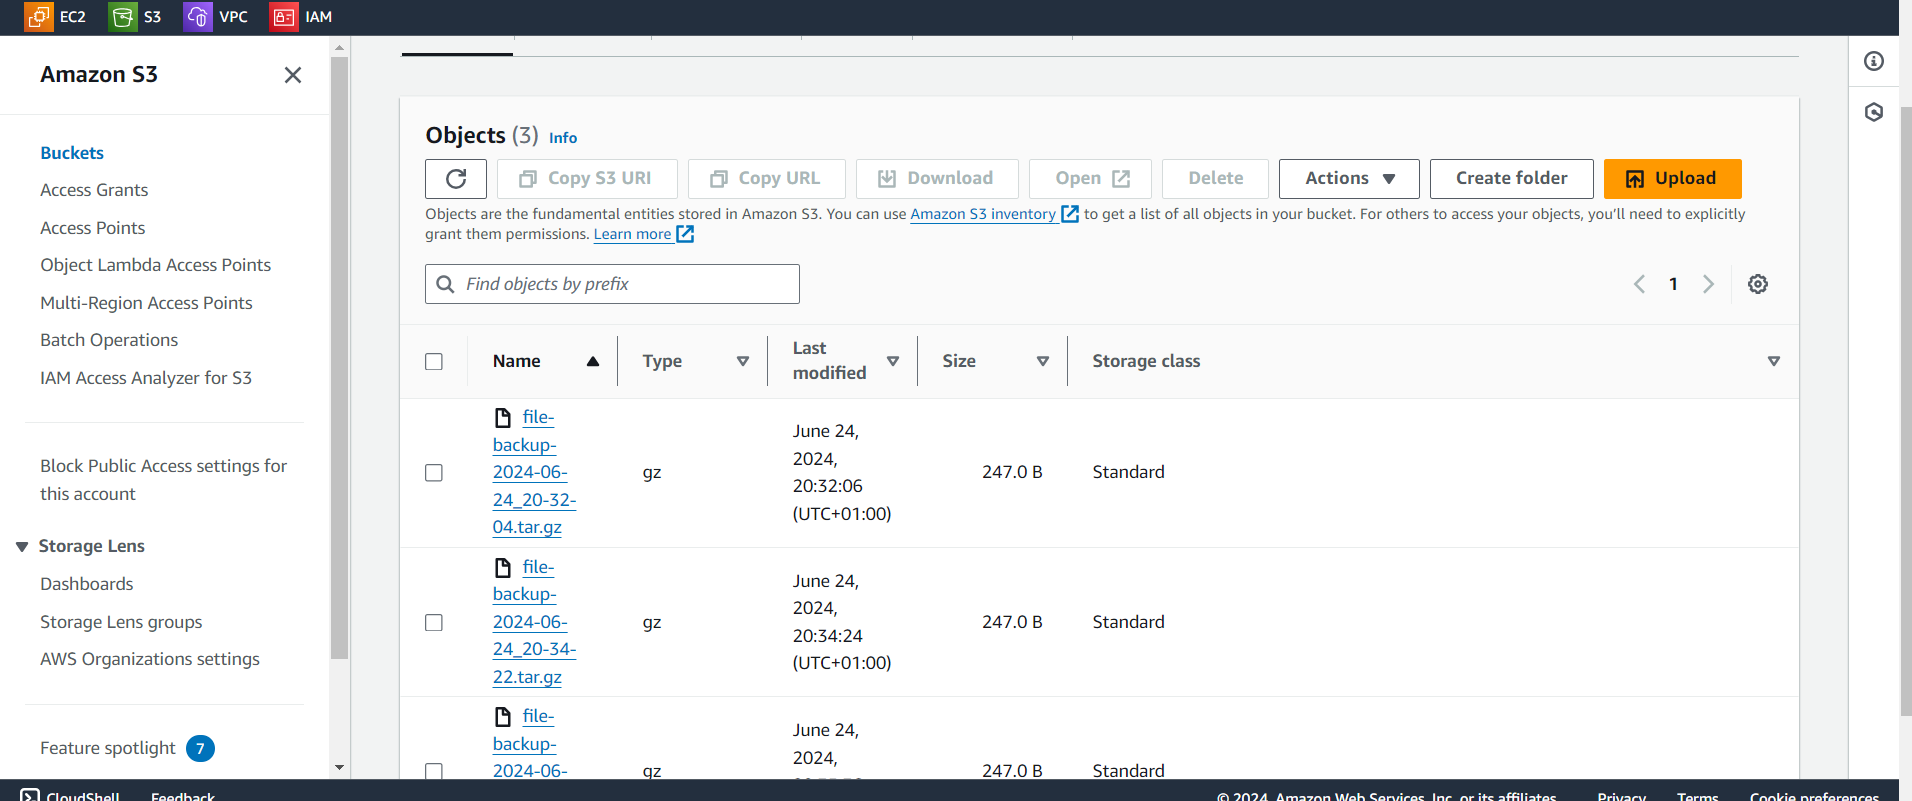 EC2 S3 VPC IAM
Amazon S3
Buckets
Access Grants
Access Points
Object Lambda Access Points
Multi-Region Access Points
Batch Operations
IAM Access Analyzer for S3
Block Public Access settings for
this account
Storage Lens
Dashboards
Storage Lens groups
AWS Organizations settings
Feature spotlight 7
Objects (3) Info
Copy S3 URI Copy URL Download Open Delete Actions Create folder Upload
Objects are the fundamental entities stored in Amazon S3. You can use Amazon S3 inventory to get a list of all objects in your bucket. For others to access your objects, you’ll need to explicitly
grant them permissions. Learn more
Find objects by prefix
1
Name Type Last modified Size Storage class
file-
backup-
2024-06-
24_20-32-
04.tar.gz
gz
June 24,
2024,
20:32:06
(UTC+01:00)
247.0 B
Standard
file-
backup-
2024-06-
24_20-34-
22.tar.gz
gz
June 24,
2024,
20:34:24
(UTC+01:00)
247.0 B
Standard
file-
backup-
2024-06-
gz
June 24,
2024,
247.0 B
Standard
CloudShell Feedback © 2024, Amazon Web Services, Inc. or its affiliates. Privacy Terms Cookie preferences